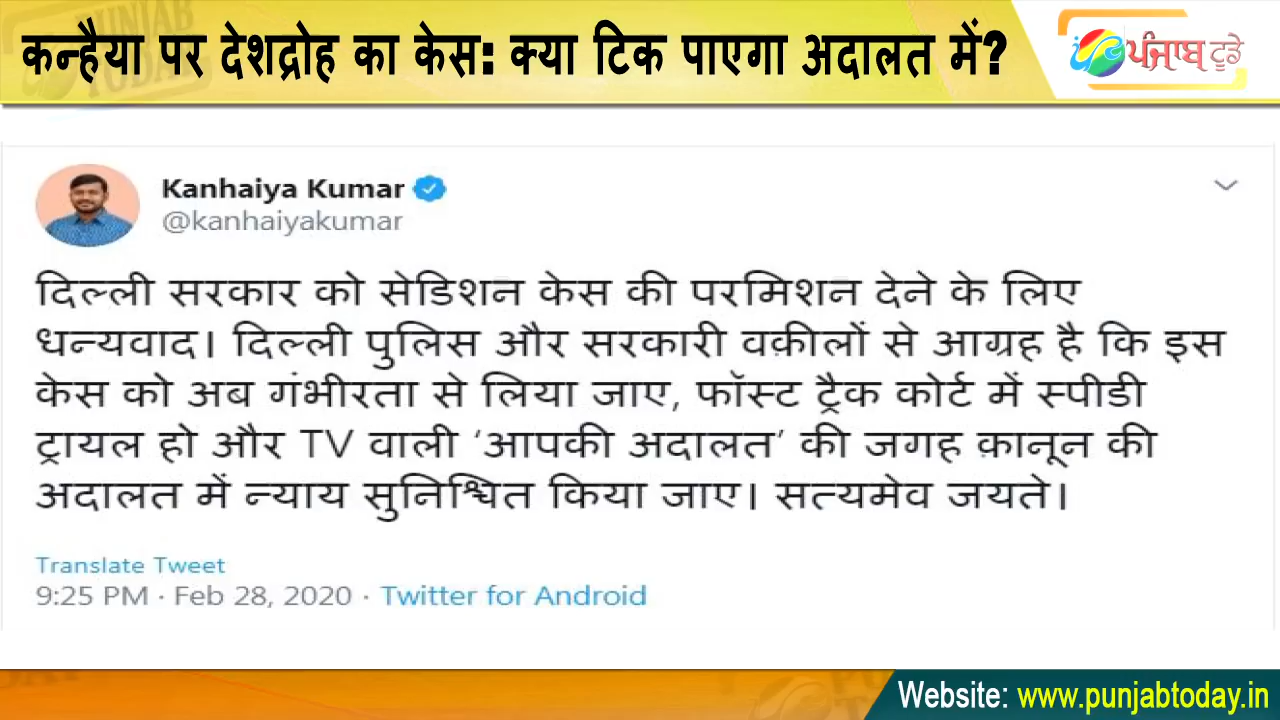 कन्हैया पर देशद्रोह का केस: क्या टिक पाएगा अदालत में?
ਪੰਜਾਬ ਟੂਡੇ
Kanhaiya Kumar
@kanhaiyakumar
दिल्ली सरकार को सेडिशन केस की परमिशन देने के लिए
धन्यवाद। दिल्ली पुलिस और सरकारी वक़ीलों से आग्रह है कि इस
केस को अब गंभीरता से लिया जाए, फॉस्ट ट्रैक कोर्ट में स्पीडी
ट्रायल हो और TV वाली ‘आपकी अदालत’ की जगह क़ानून की
अदालत में न्याय सुनिश्चित किया जाए। सत्यमेव जयते।
Translate Tweet
9:25 PM · Feb 28, 2020 · Twitter for Android
Website: www.punjabtoday.in